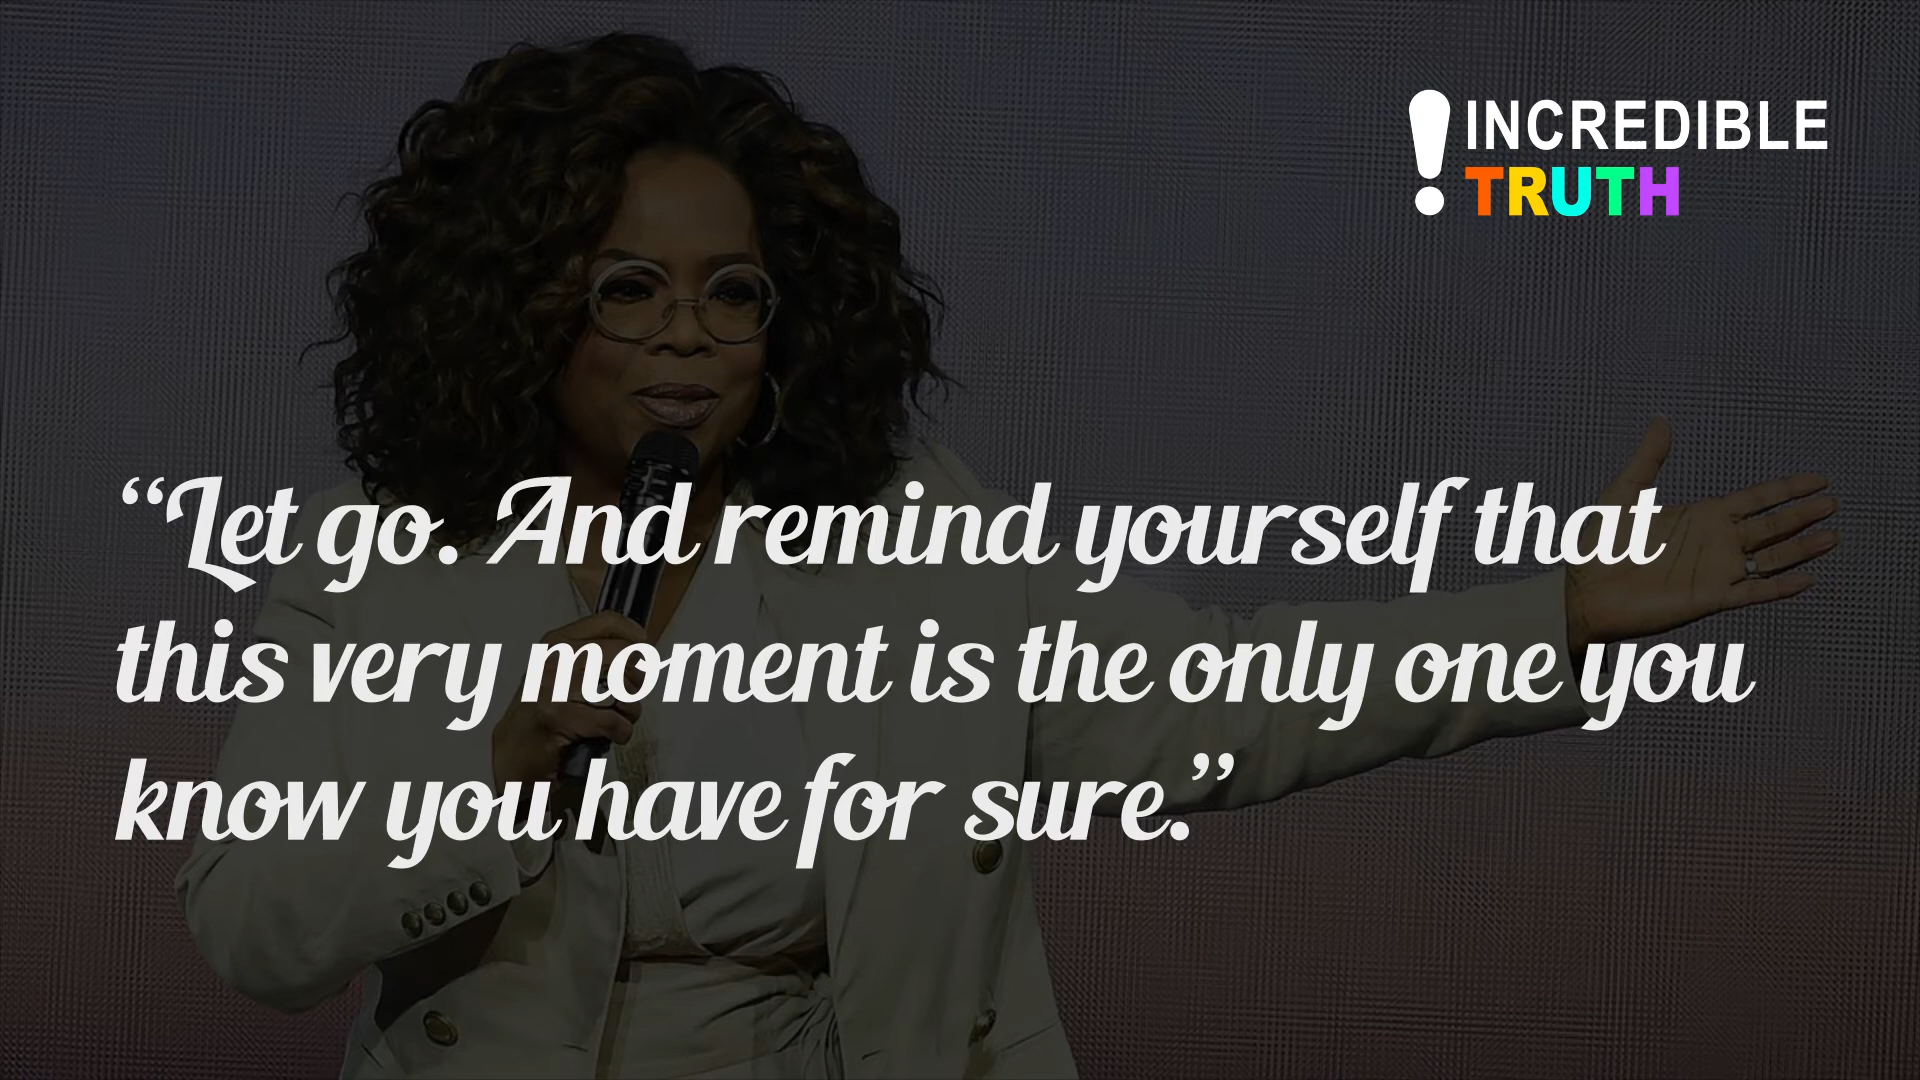 INCREDIBLE
TRUTH
“Let go. And remind yourself that
this very moment is the only one you
know you have for sure.”